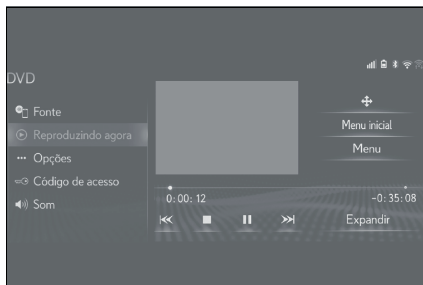 DVD
Fonte
Reproduzindo agora
Opções
Código de acesso
Som
Menu inicial
Menu
0:00:12
-0:35:08
Expandir